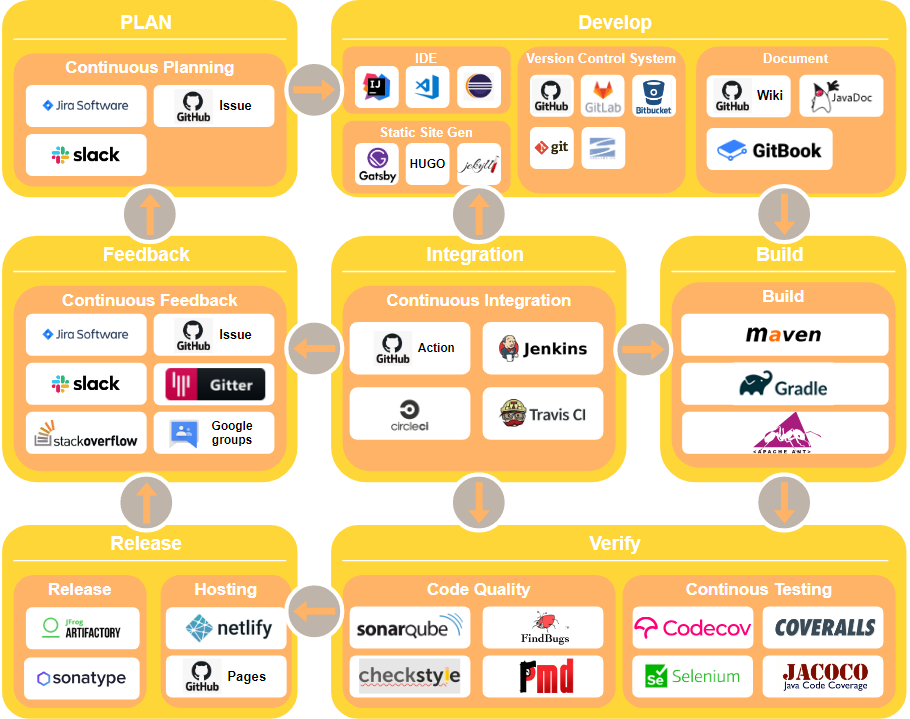 PLAN
Continuous Planning
Jira Software
GitHub
Issue
slack
Develop
IDE
IJ
Static Site Gen
Gatsby
HUGO
jekyll
Version Control System
GitHub
GitLab
Bitbucket
git
Document
GitHub
Wiki
JavaDoc
GitBook
Feedback
Continuous Feedback
Jira Software
GitHub
Issue
slack
Gitter
stackoverflow
Google
groups
Integration
Continuous Integration
GitHub
Action
Jenkins
circleci
Travis CI
Build
Build
maven
Gradle
<APACHE ANT>
Release
Release
JFrog
ARTIFACTORY
sonatype
Hosting
netlify
GitHub
Pages
Verify
Code Quality
sonarqube
FindBugs
checkstyle
Pmd
Continous Testing
Codecov
COVERALLS
Se Selenium
JACOCO
Java Code Coverage